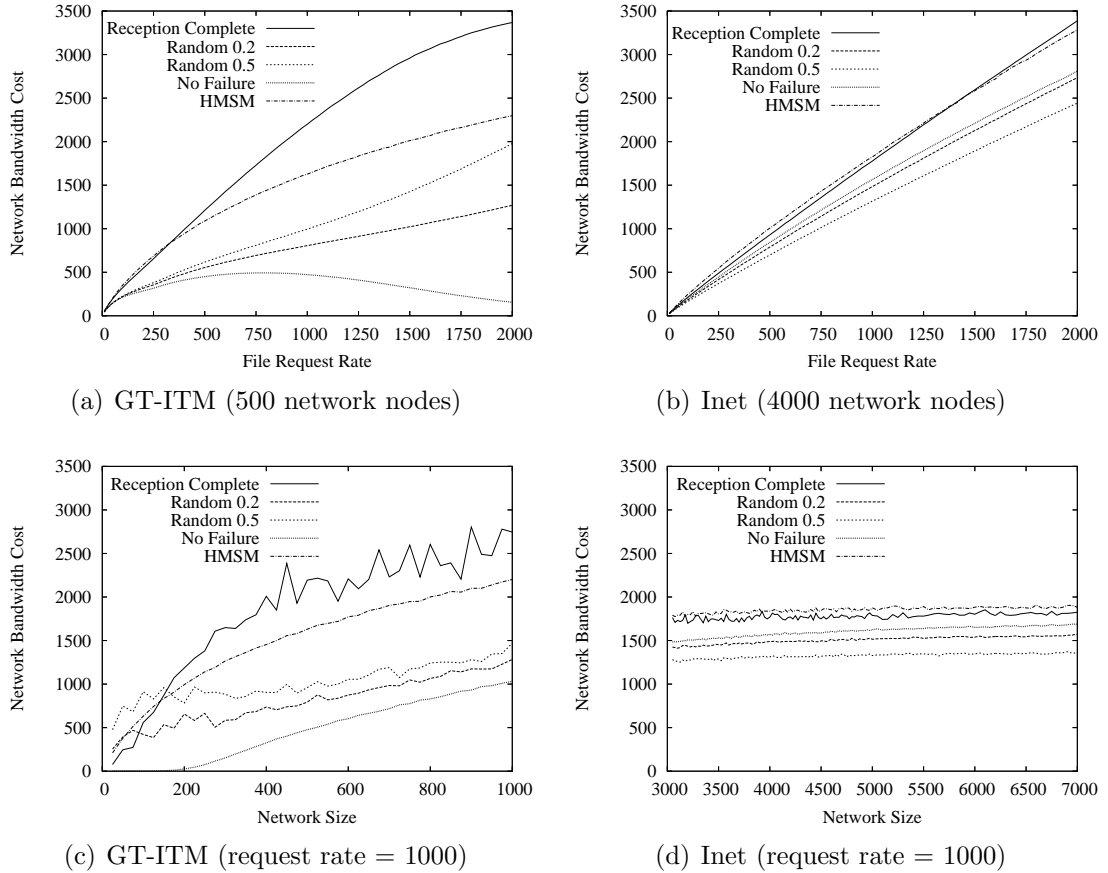 Network Bandwidth Cost
3500
3000
2500
2000
1500
1000
500
0
Reception Complete
Random 0.2
Random 0.5
No Failure
HMSM
0 250 500 750 1000 1250 1500 1750 2000
File Request Rate
(a) GT-ITM (500 network nodes)
Network Bandwidth Cost
3500
3000
2500
2000
1500
1000
500
0
Reception Complete
Random 0.2
Random 0.5
No Failure
HMSM
0 250 500 750 1000 1250 1500 1750 2000
File Request Rate
(b) Inet (4000 network nodes)
Network Bandwidth Cost
3500
3000
2500
2000
1500
1000
500
0
Reception Complete
Random 0.2
Random 0.5
No Failure
HMSM
0 200 400 600 800 1000
Network Size
(c) GT-ITM (request rate = 1000)
Network Bandwidth Cost
3500
3000
2500
2000
1500
1000
500
0
Reception Complete
Random 0.2
Random 0.5
No Failure
HMSM
3000 3500 4000 4500 5000 5500 6000 6500 7000
Network Size
(d) Inet (request rate = 1000)